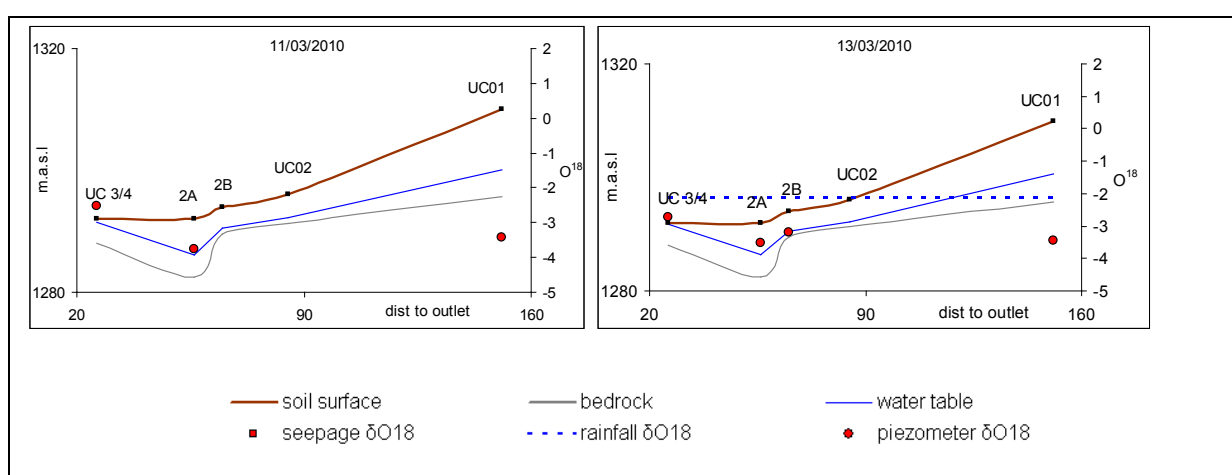 11/03/2010
1320
1280
m.a.s.l
20
90
160
dist to outlet
2
1
0
-1
-2
-3
-4
-5
O18
UC 3/4
2A
2B
UC02
UC01
13/03/2010
1320
1280
m.a.s.l
20
90
160
dist to outlet
2
1
0
-1
-2
-3
-4
-5
O18
UC 3/4
2A
2B
UC02
UC01
soil surface
bedrock
water table
seepage δO18
rainfall δO18
piezometer δO18